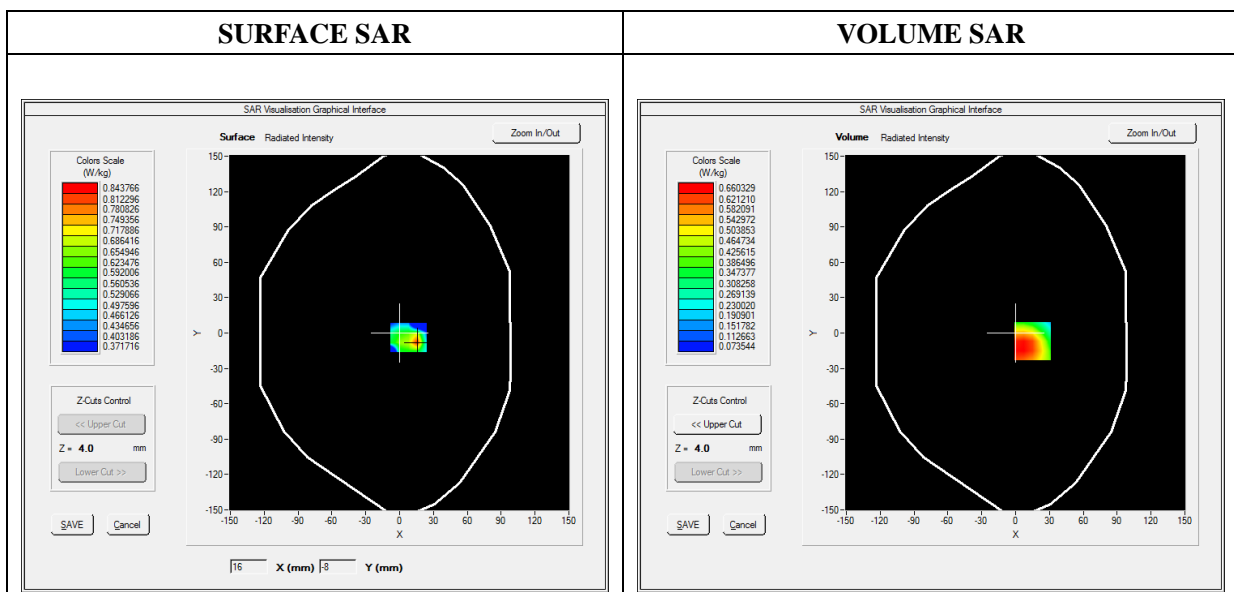 SURFACE SAR
VOLUME SAR
SAR Visualisation Graphical Interface
Surface Radiated Intensity
Zoom In/Out
Colors Scale
(W/kg)
0.843766
0.812296
0.780826
0.749356
0.717886
0.686416
0.654946
0.623476
0.592006
0.560536
0.529066
0.497596
0.466126
0.434656
0.403186
0.371716
Z-Cuts Control
<< Upper Cut
Z = 4.0 mm
Lower Cut >>
SAVE Cancel
150
120
90
60
30
0
-30
-60
-90
-120
-150
Y
-150 -120 -90 -60 -30 0 30 60 90 120 150
X
16 X (mm) -8 Y (mm)
SAR Visualisation Graphical Interface
Volume Radiated Intensity
Zoom In/Out
Colors Scale
(W/kg)
0.660329
0.621210
0.582091
0.542972
0.503853
0.464734
0.425615
0.386496
0.347377
0.308258
0.269139
0.230020
0.190901
0.151782
0.112663
0.073544
Z-Cuts Control
<< Upper Cut
Z = 4.0 mm
Lower Cut >>
SAVE Cancel
150
120
90
60
30
0
-30
-60
-90
-120
-150
Y
-150 -120 -90 -60 -30 0 30 60 90 120 150
X